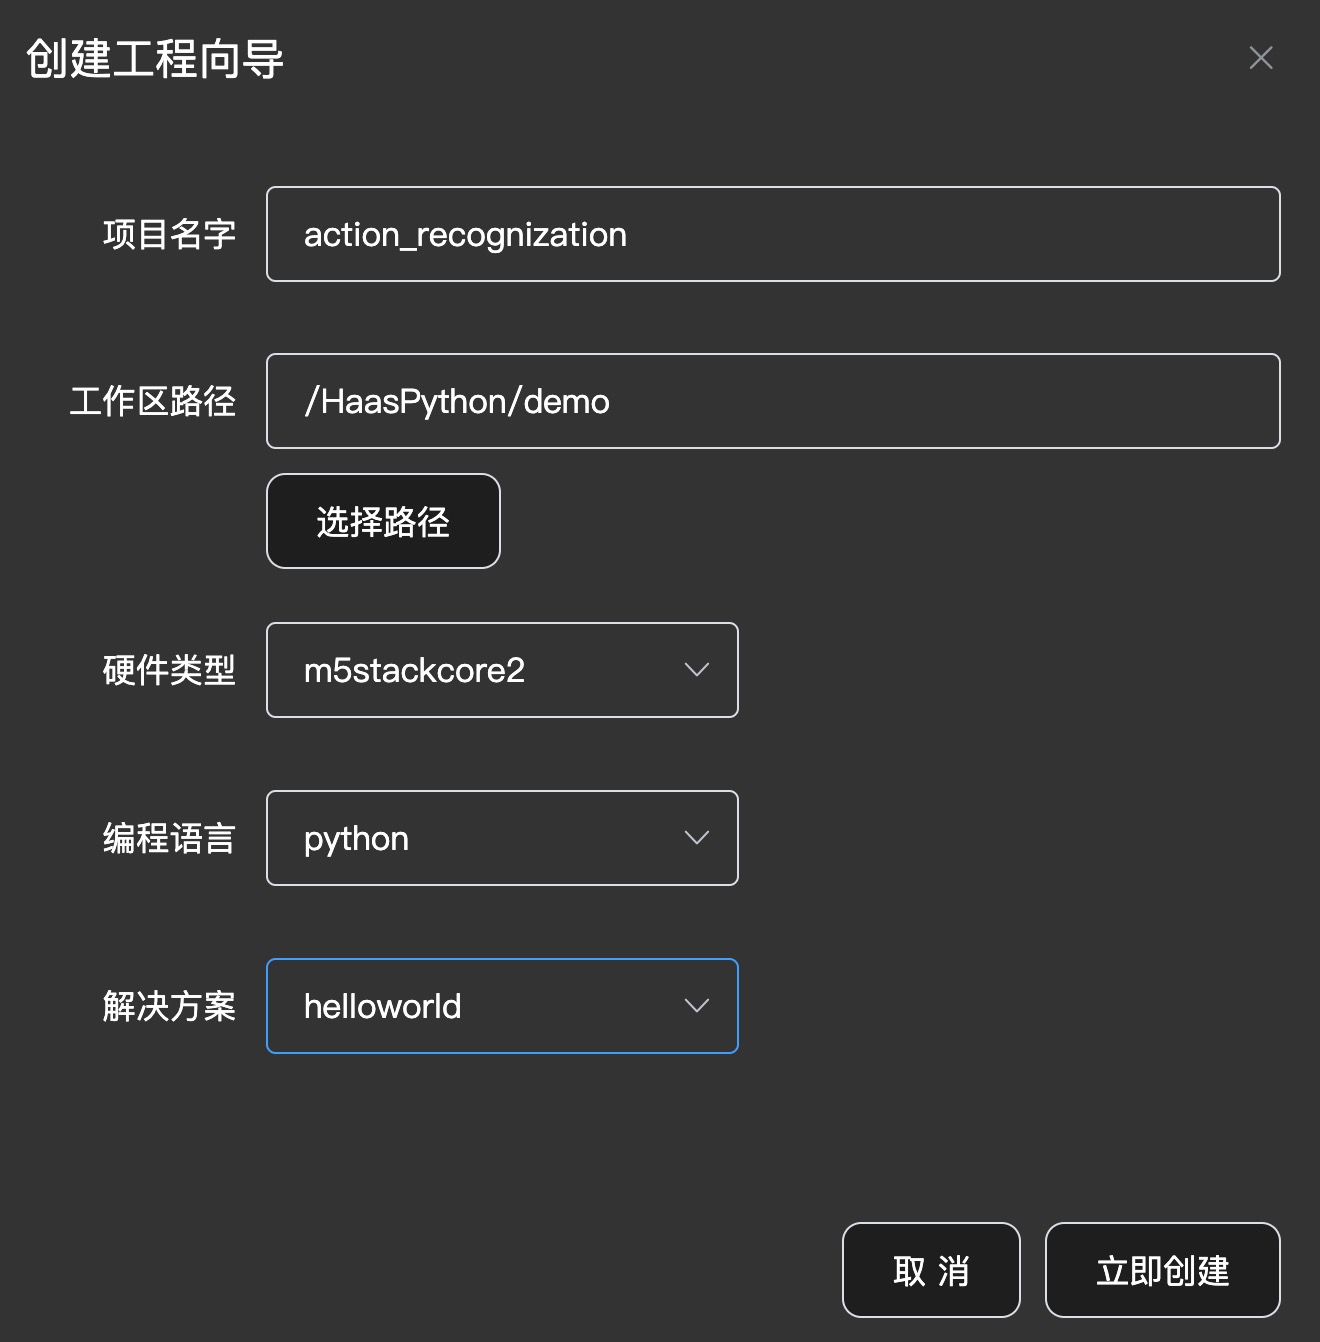 创建工程向导
项目名字 action_recognization
工作区路径 /HaasPython/demo
选择路径
硬件类型 m5stackcore2
编程语言 python
解决方案 helloworld
取 消 立即创建